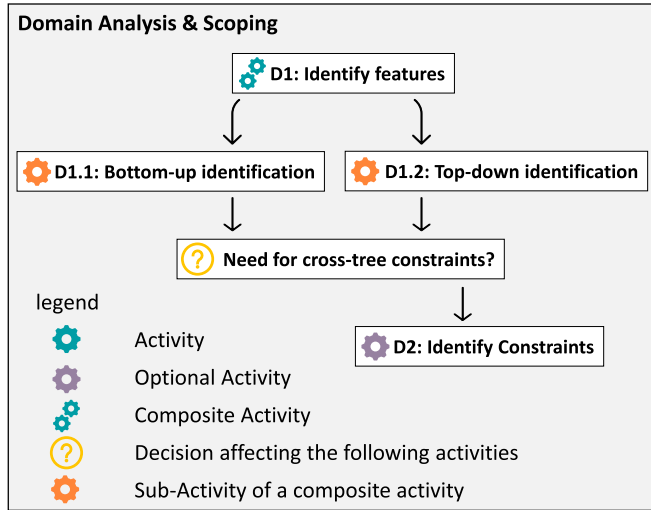 Domain Analysis & Scoping
D1: Identify features
D1.1: Bottom-up identification
D1.2: Top-down identification
? Need for cross-tree constraints?
legend
D2: Identify Constraints
Activity
Optional Activity
Composite Activity
? Decision affecting the following activities
Sub-Activity of a composite activity